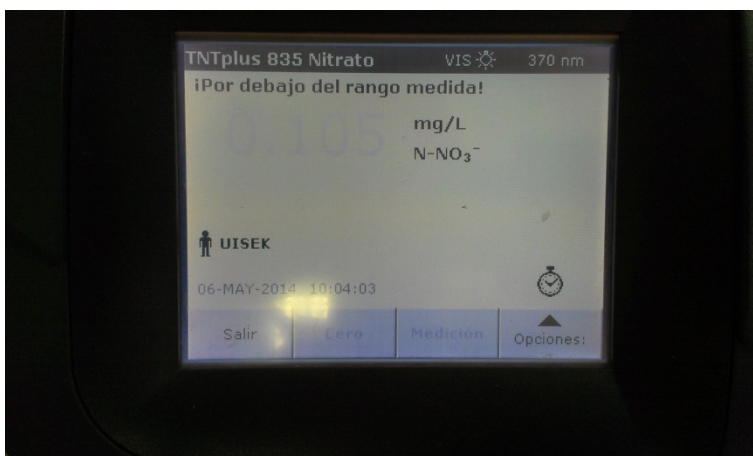 TNTplus 835 Nitrato VIS 370 nm
¡Por debajo del rango medida!
0.105 mg/L
N-NO₃⁻
UISEK
06-MAY-2014 10:04:03
Salir Cero Medición Opciones: